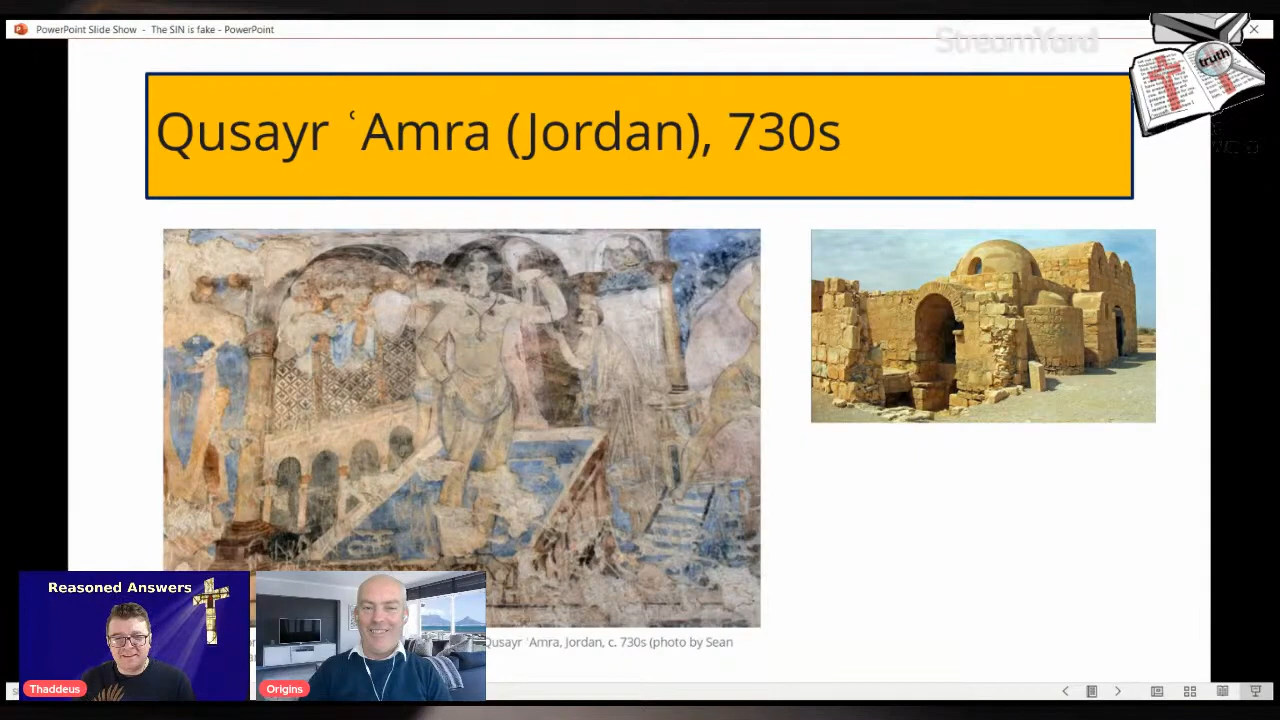 PowerPoint Slide Show - The SIN is fake - PowerPoint
StreamYard
truth
Qusayr ʿAmra (Jordan), 730s
Qusayr ʿAmra, Jordan, c. 730s (photo by Sean
Reasoned Answers
Thaddeus
Origins